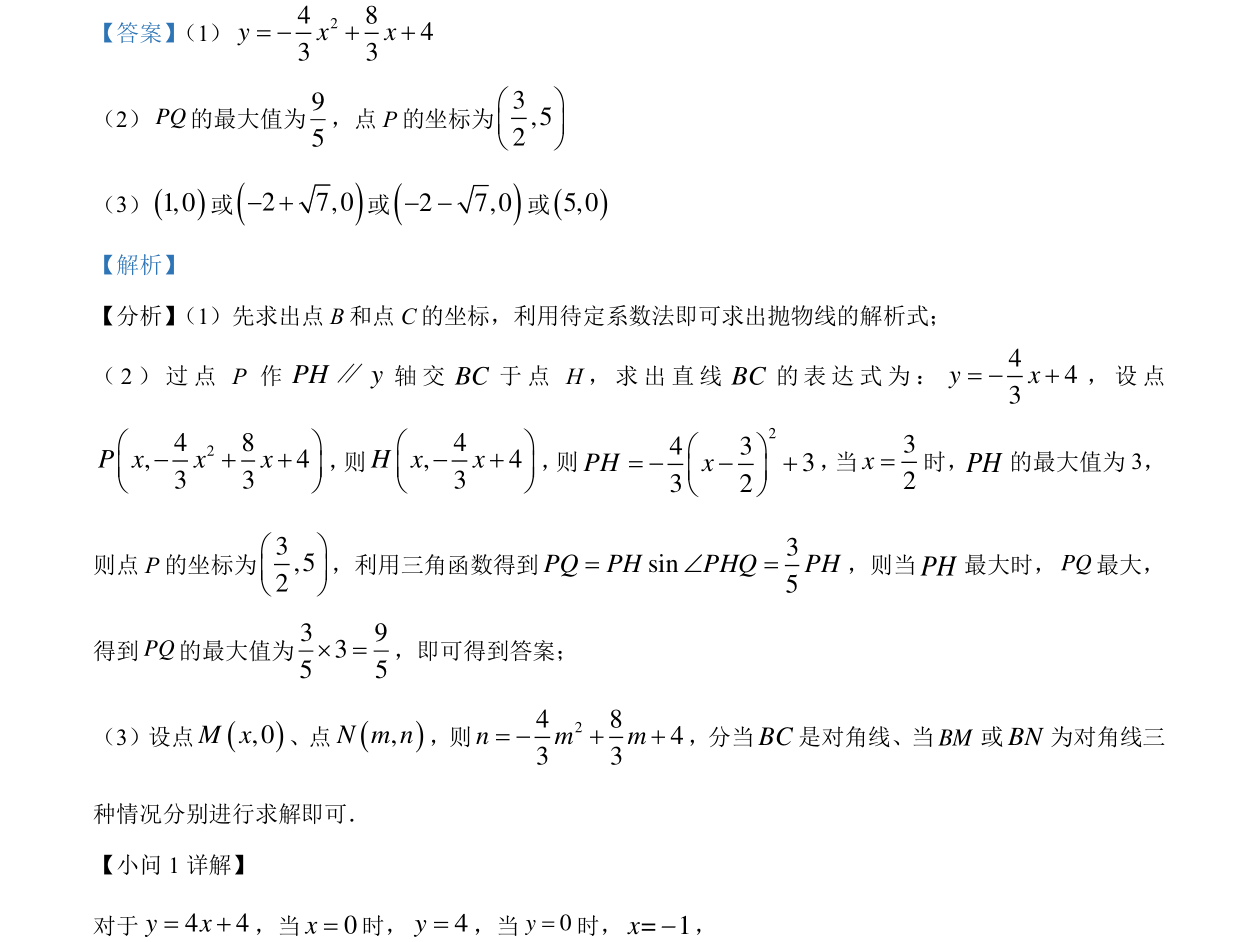 【答案】（1）y = −4/3 x² + 8/3 x + 4
（2）PQ的最大值为9/5，点P的坐标为(3/2,5)
（3）(1,0)或(−2+√7,0)或(−2−√7,0)或(5,0)
【解析】
【分析】（1）先求出点B和点C的坐标，利用待定系数法即可求出抛物线的解析式；
（2）过点P作PH∥y轴交BC于点H，求出直线BC的表达式为：y = −4/3 x + 4，设点
P(x,−4/3 x² + 8/3 x + 4)，则H(x,−4/3 x + 4)，则PH = −4/3 (x − 3/2)² + 3，当x = 3/2时，PH的最大值为3，
则点P的坐标为(3/2,5)，利用三角函数得到PQ = PH sin∠PHQ = 3/5 PH，则当PH最大时，PQ最大，
得到PQ的最大值为3/5 × 3 = 9/5，即可得到答案；
（3）设点M(x,0)、点N(m,n)，则n = −4/3 m² + 8/3 m + 4，分当BC是对角线、当BM或BN为对角线三
种情况分别进行求解即可．
【小问1详解】
对于y = 4x + 4，当x = 0时，y = 4，当y = 0时，x = −1，